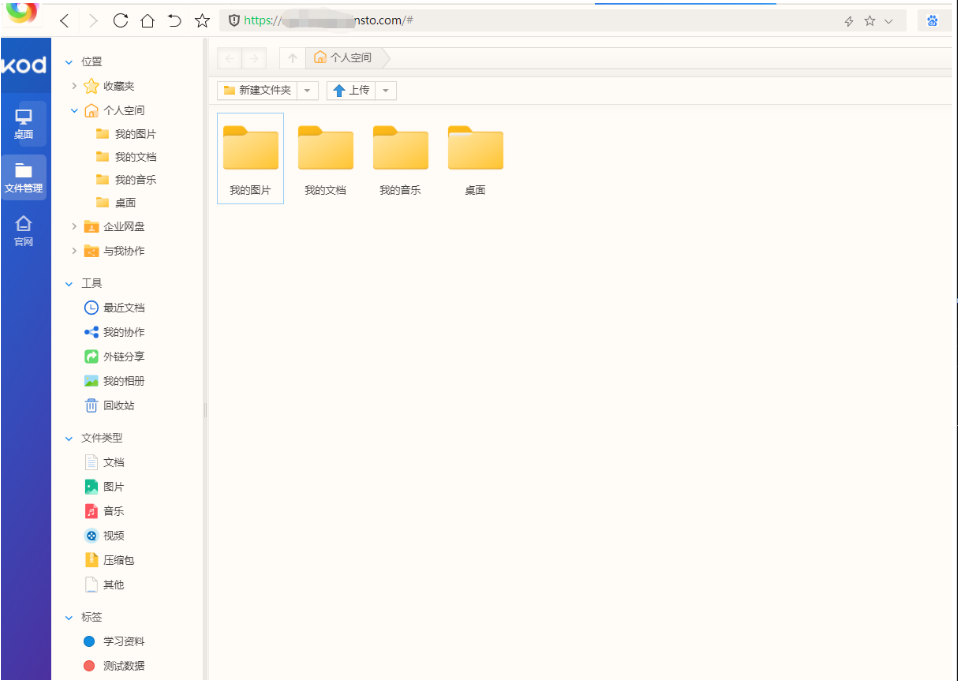 https://
nsto.com/#
kod
桌面
文件管理
官网
位置
收藏夹
个人空间
我的图片
我的文档
我的音乐
桌面
企业网盘
与我协作
工具
最近文档
我的协作
外链分享
我的相册
回收站
文件类型
文档
图片
音乐
视频
压缩包
其他
标签
学习资料
测试数据
个人空间
新建文件夹
上传
我的图片
我的文档
我的音乐
桌面